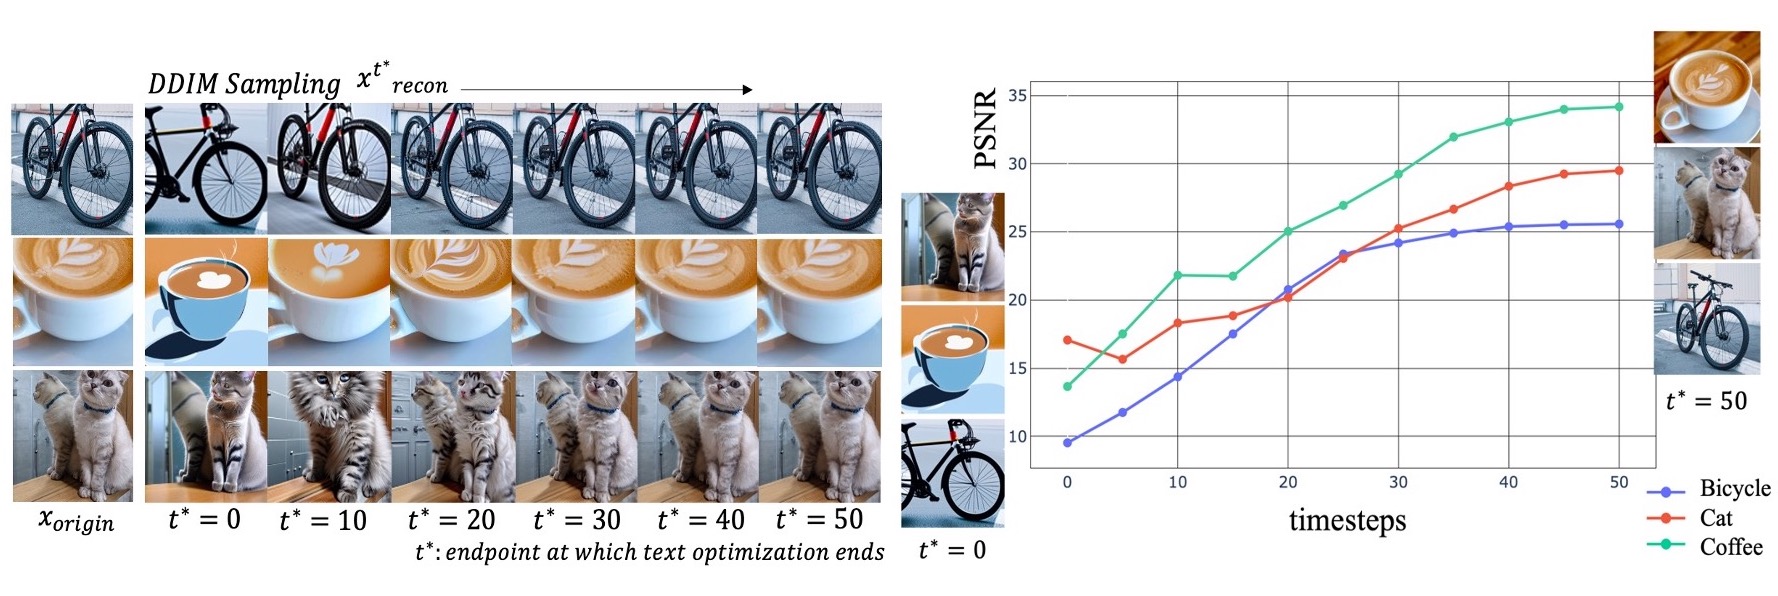 DDIM Sampling x^{t*}_{recon}
x_{origin}
t* = 0
t* = 10
t* = 20
t* = 30
t* = 40
t* = 50
t*: endpoint at which text optimization ends
t* = 0
PSNR
35
30
25
20
15
10
0
10
20
30
40
50
timesteps
t* = 50
Bicycle
Cat
Coffee